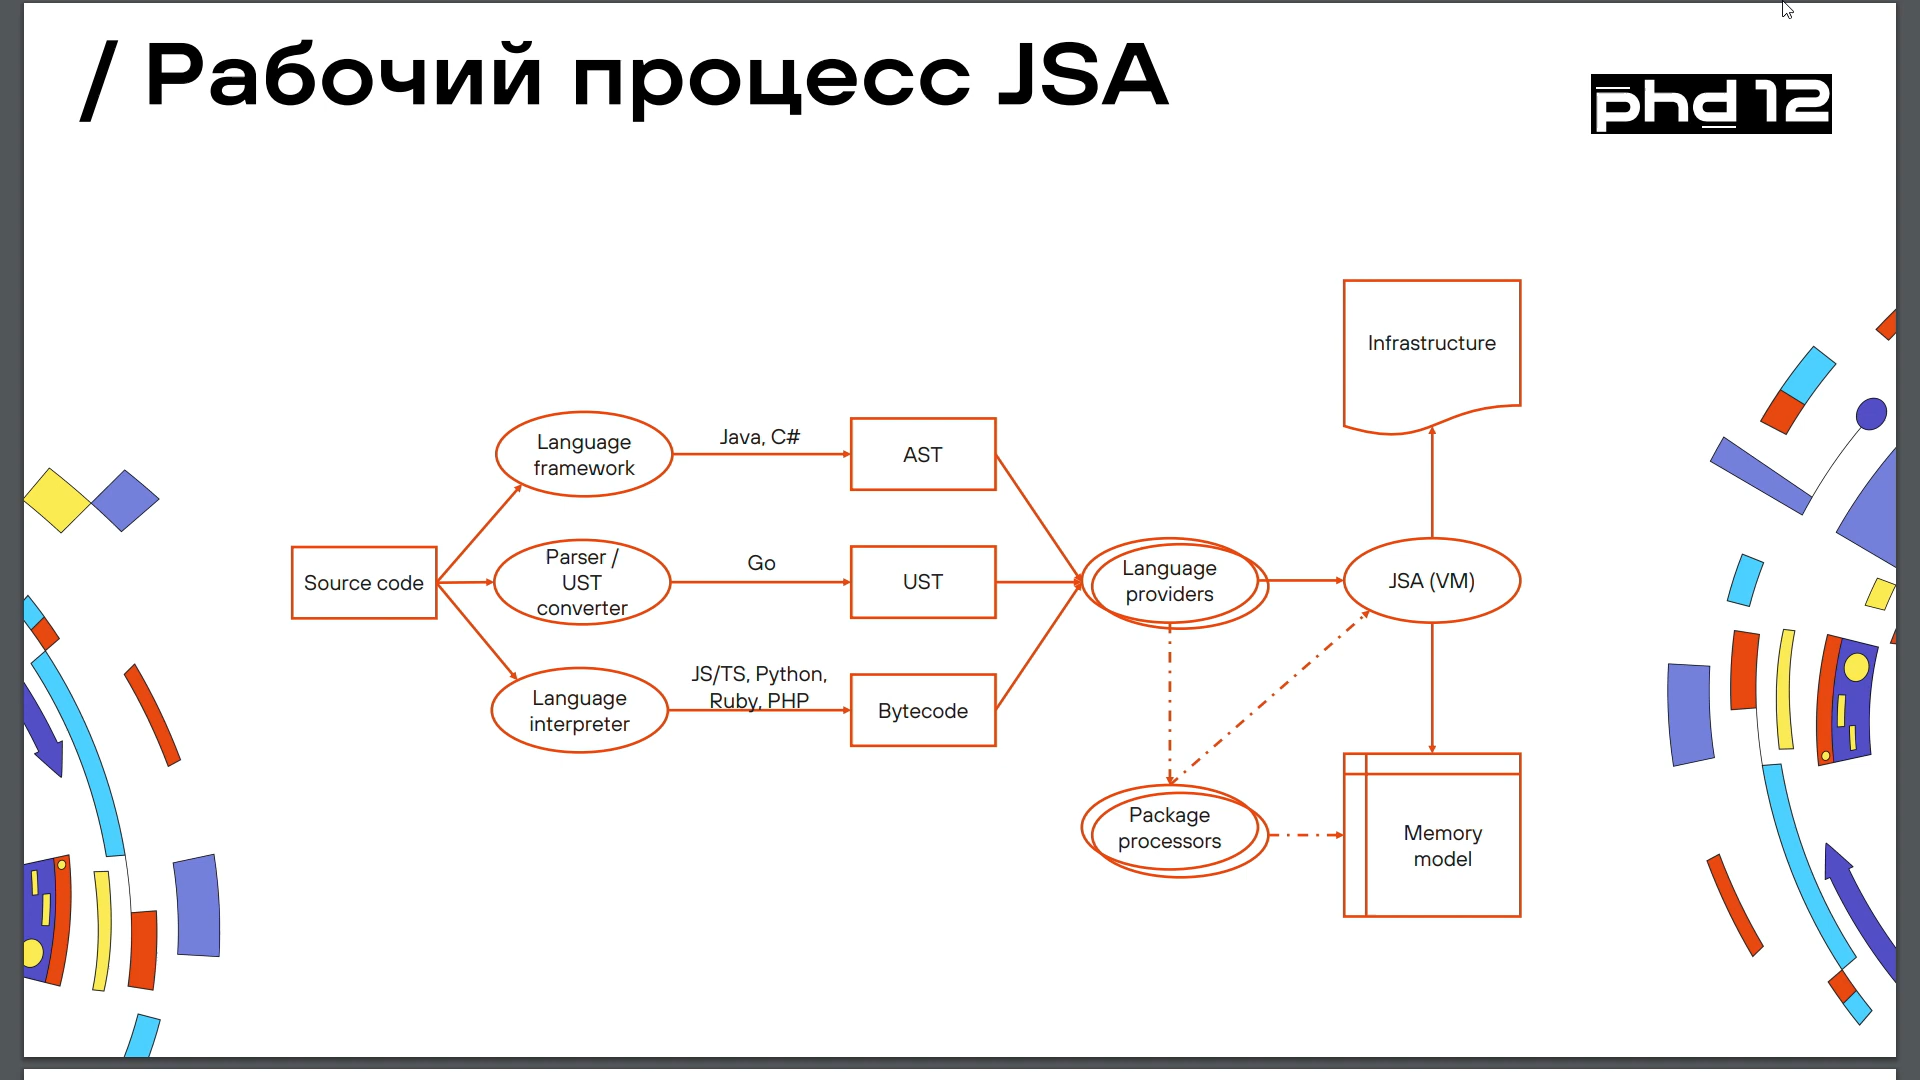 / Рабочий процесс JSA
phd 12
Infrastructure
Language
framework
Java, C#
AST
Source code
Parser /
UST
converter
Go
UST
Language
providers
JSA (VM)
Language
interpreter
JS/TS, Python,
Ruby, PHP
Bytecode
Package
processors
Memory
model